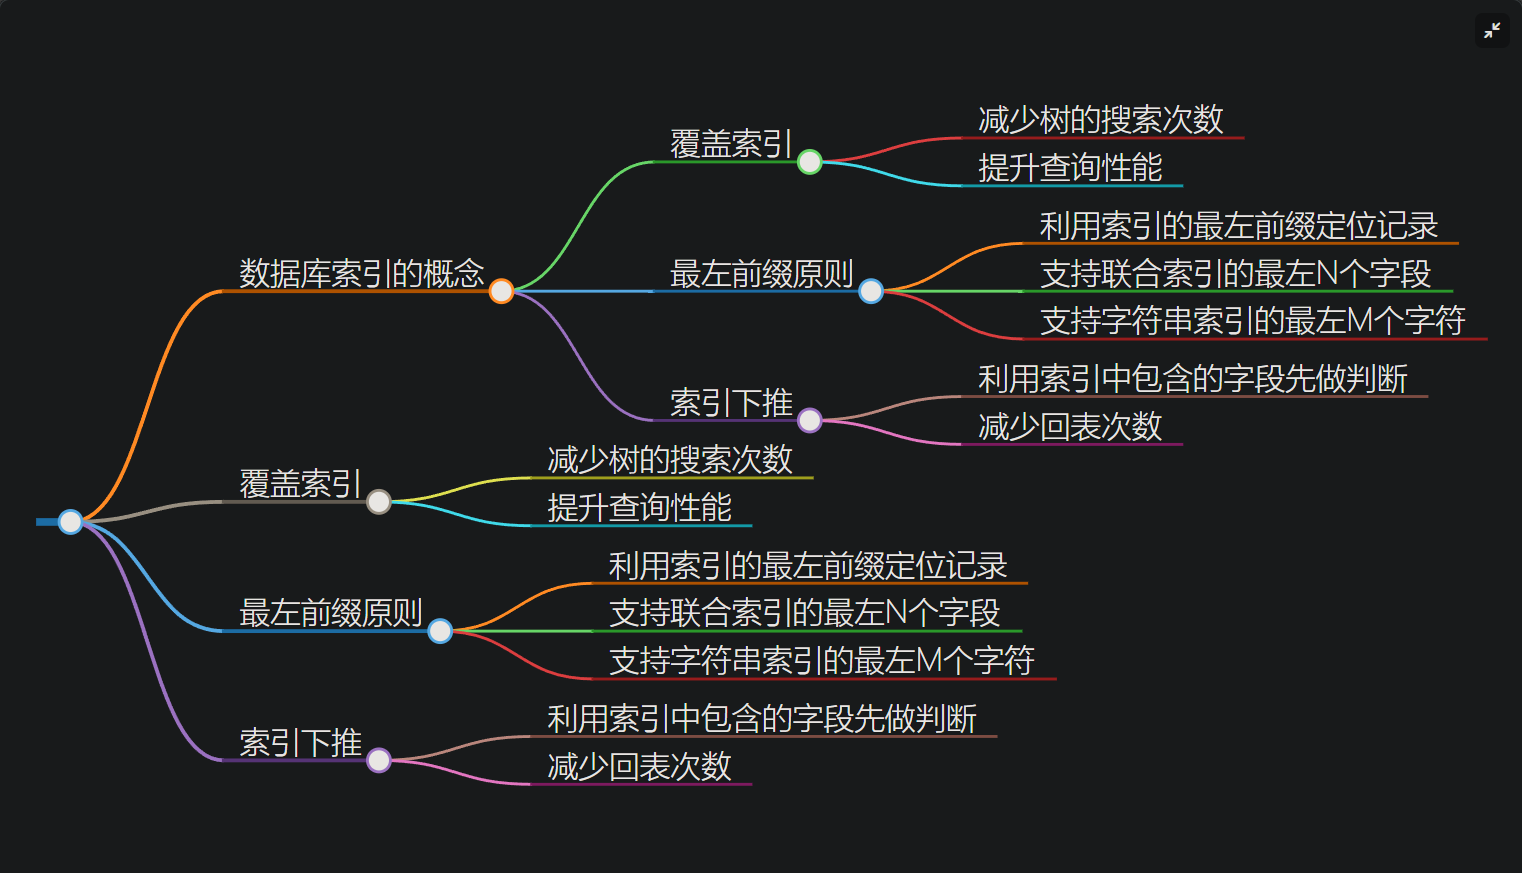 数据库索引的概念
覆盖索引
减少树的搜索次数
提升查询性能
最左前缀原则
利用索引的最左前缀定位记录
支持联合索引的最左N个字段
支持字符串索引的最左M个字符
索引下推
利用索引中包含的字段先做判断
减少回表次数
覆盖索引
减少树的搜索次数
提升查询性能
最左前缀原则
利用索引的最左前缀定位记录
支持联合索引的最左N个字段
支持字符串索引的最左M个字符
索引下推
利用索引中包含的字段先做判断
减少回表次数